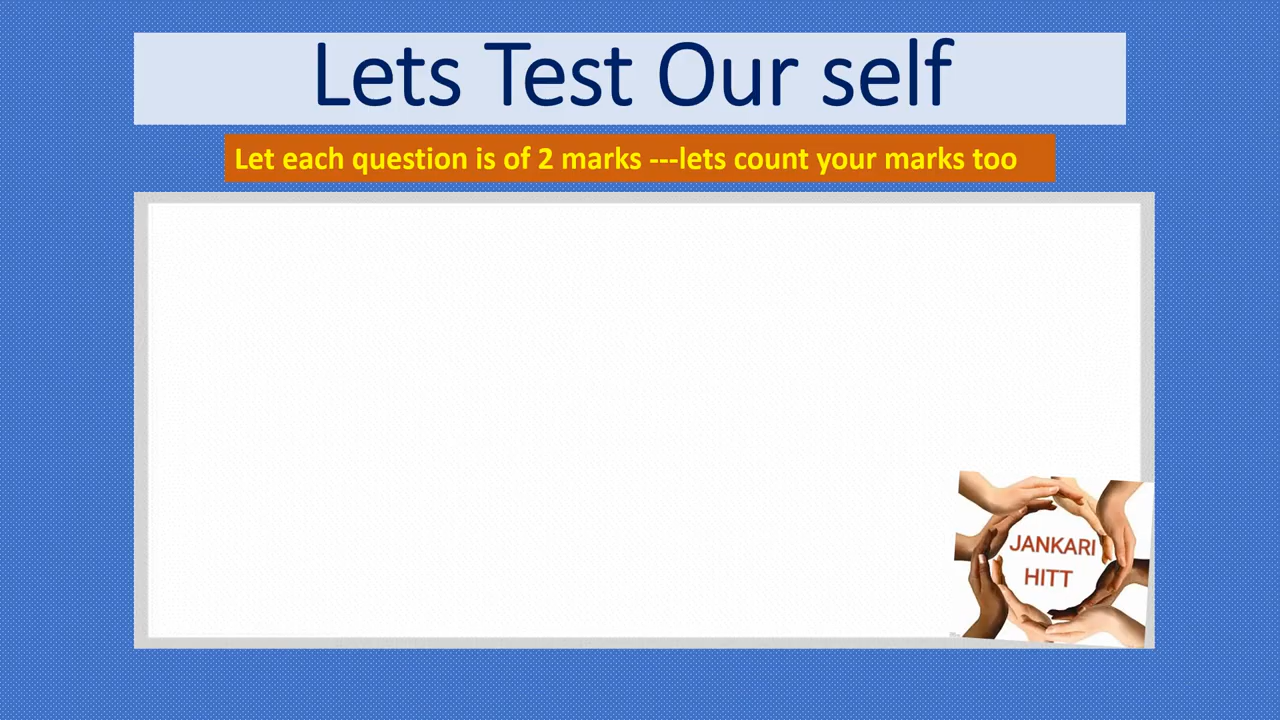 Lets Test Our self
Let each question is of 2 marks ---lets count your marks too
JANKARI
HITT